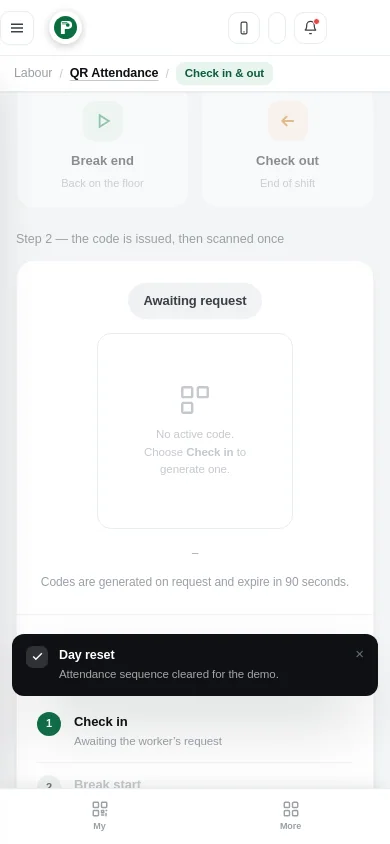 Labour / QR Attendance / Check in & out
Break end
Back on the floor
Check out
End of shift
Step 2 — the code is issued, then scanned once
Awaiting request
No active code.
Choose Check in to
generate one.
–
Codes are generated on request and expire in 90 seconds.
Day reset
Attendance sequence cleared for the demo.
1 Check in
Awaiting the worker’s request
2 Break start
My
More